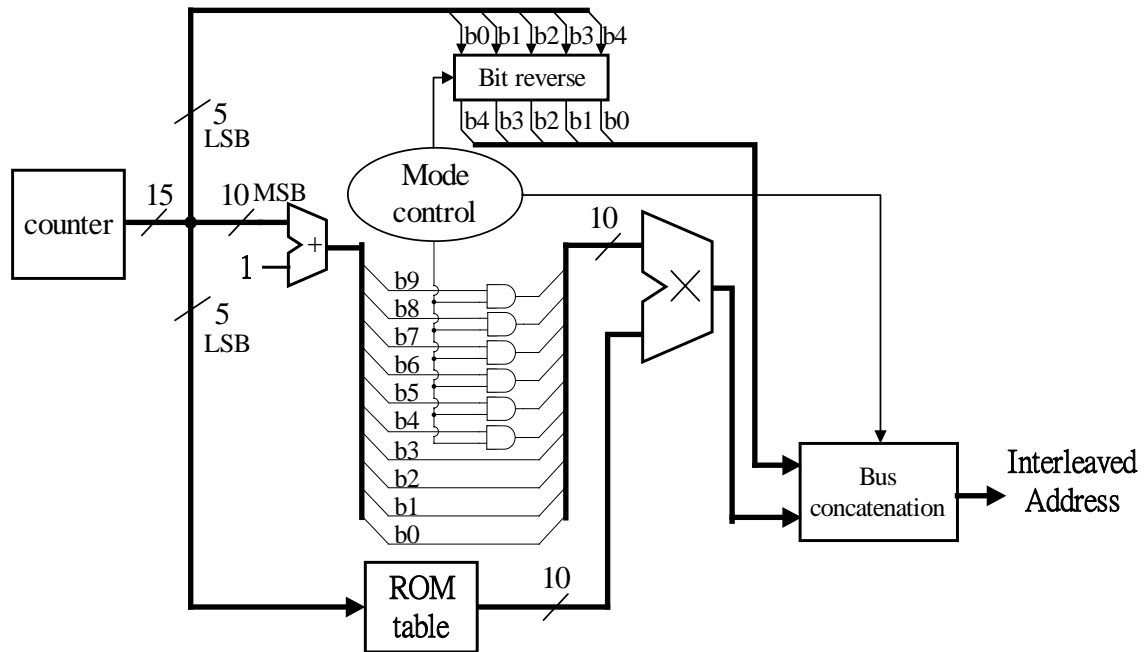 b0 b1 b2 b3 b4
Bit reverse
b4 b3 b2 b1 b0
5
LSB
Mode
control
counter
15
10 MSB
+
1
10
5
LSB
b9
b8
b7
b6
b5
b4
b3
b2
b1
b0
Bus
concatenation
Interleaved
Address
ROM
table
10